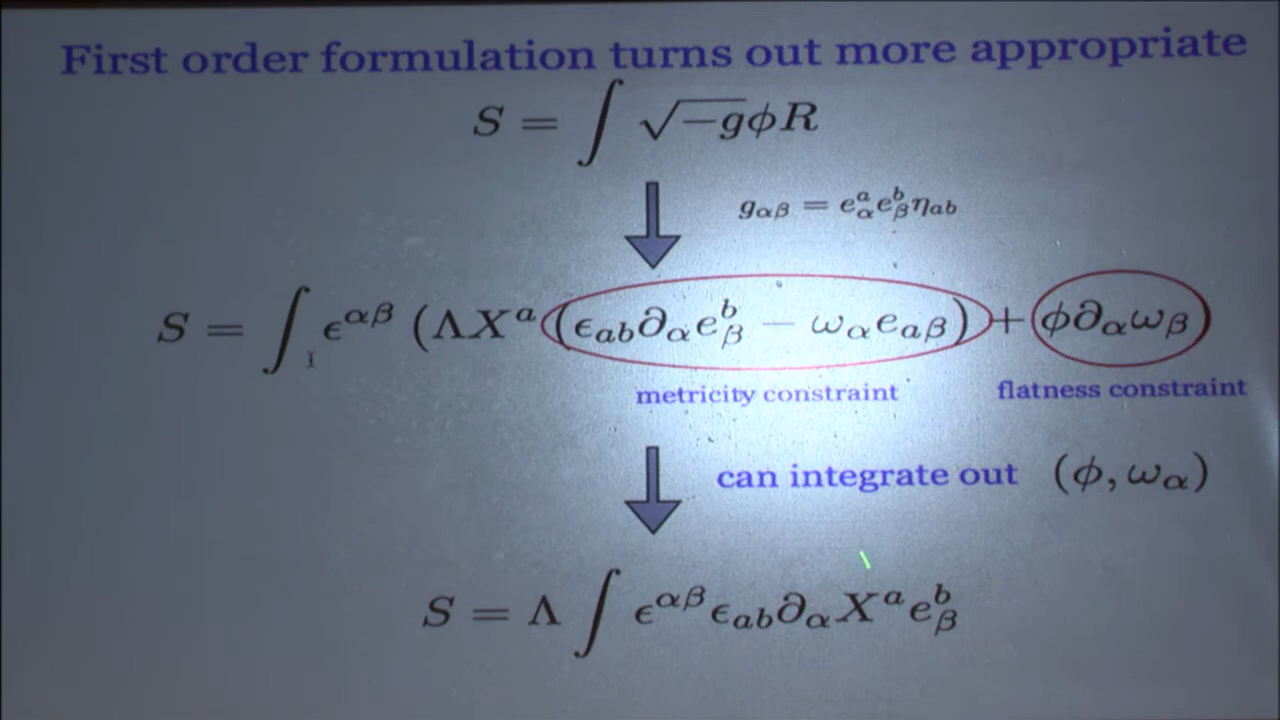 First order formulation turns out more appropriate
S = ∫ √−g ϕR
g_{αβ} = e^a_α e^b_β η_{ab}
S = ∫ ϵ^{αβ} (ΛX^a (ϵ_{ab}∂_α e^b_β − ω_α e_{aβ}) + ϕ∂_α ω_β)
metricity constraint flatness constraint
can integrate out (ϕ, ω_α)
S = Λ ∫ ϵ^{αβ} ϵ_{ab} ∂_α X^a e^b_β